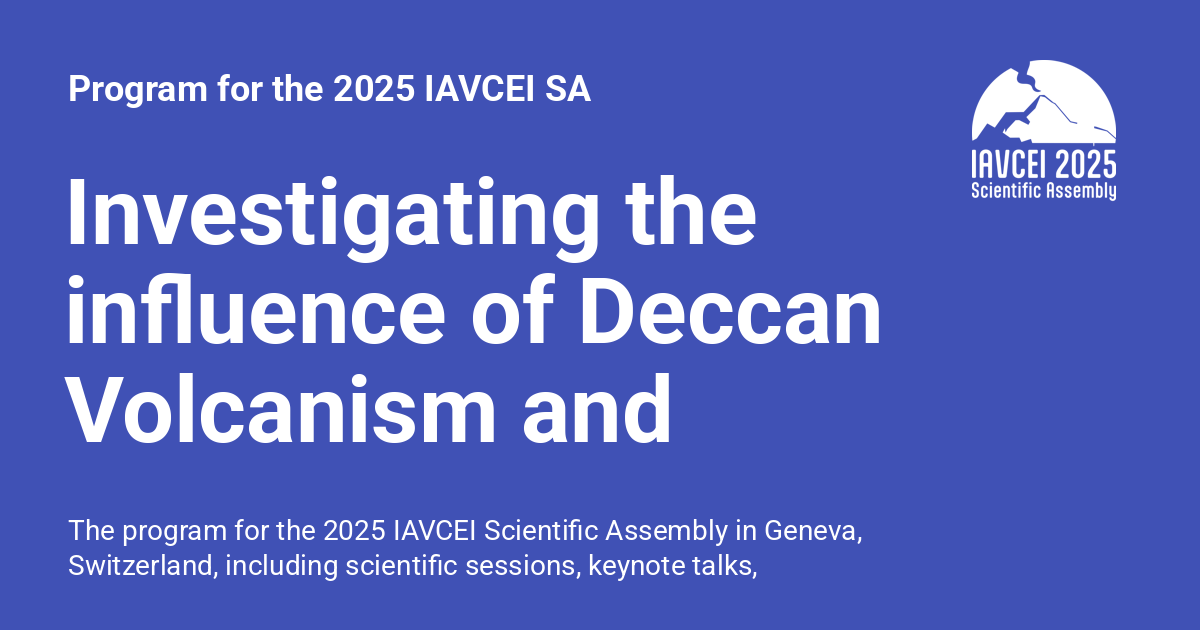 Program for the 2025 IAVCEI SA
IAVCEI 2025
Scientific Assembly
Investigating the
influence of Deccan
Volcanism and
The program for the 2025 IAVCEI Scientific Assembly in Geneva,
Switzerland, including scientific sessions, keynote talks,